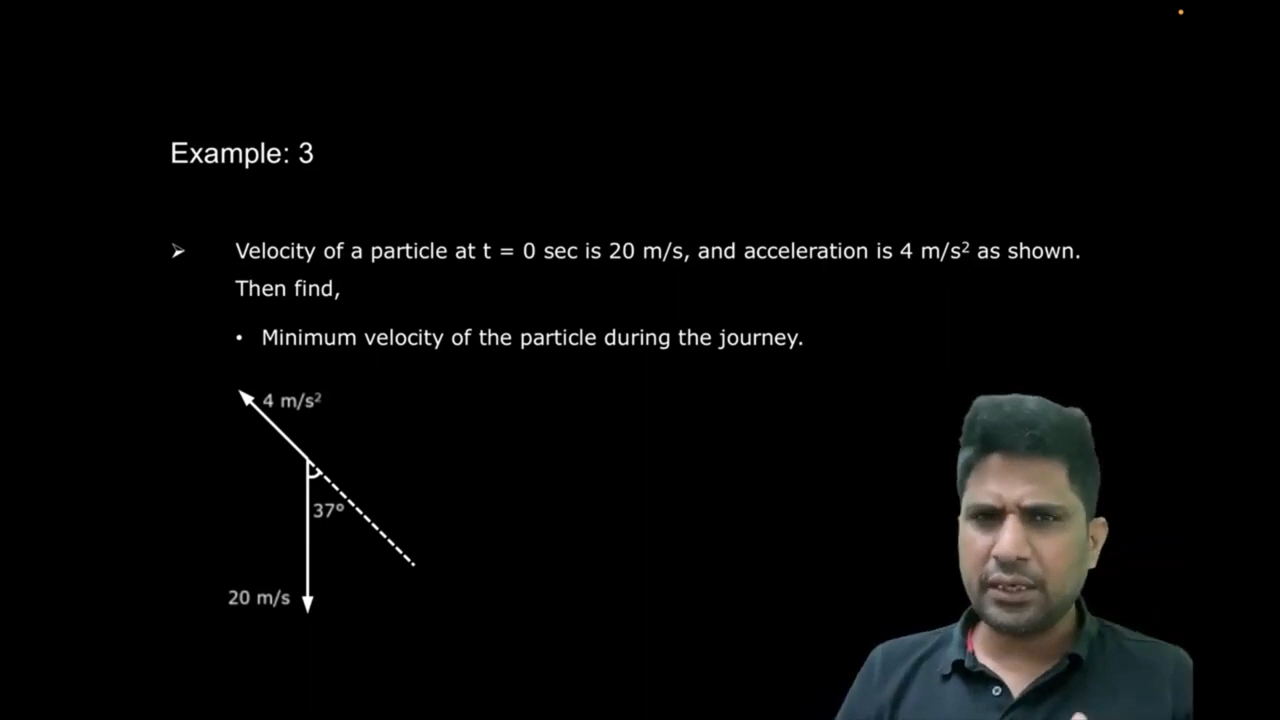 Example: 3
➢ Velocity of a particle at t = 0 sec is 20 m/s, and acceleration is 4 m/s² as shown.
Then find,
• Minimum velocity of the particle during the journey.
4 m/s²
37º
20 m/s